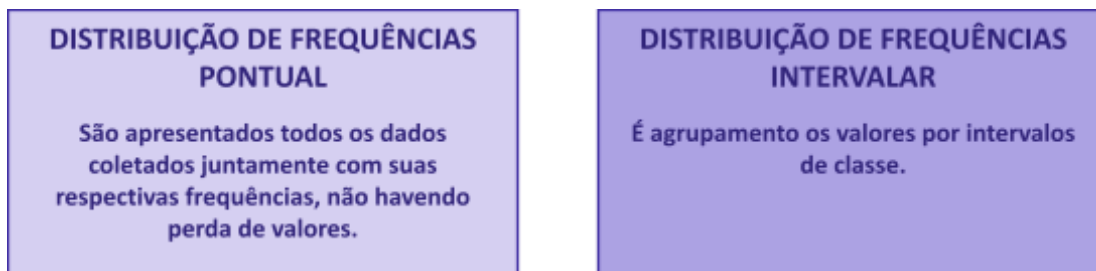 DISTRIBUIÇÃO DE FREQUÊNCIAS
PONTUAL
São apresentados todos os dados
coletados juntamente com suas
respectivas frequências, não havendo
perda de valores.
DISTRIBUIÇÃO DE FREQUÊNCIAS
INTERVALAR
É agrupamento os valores por intervalos
de classe.